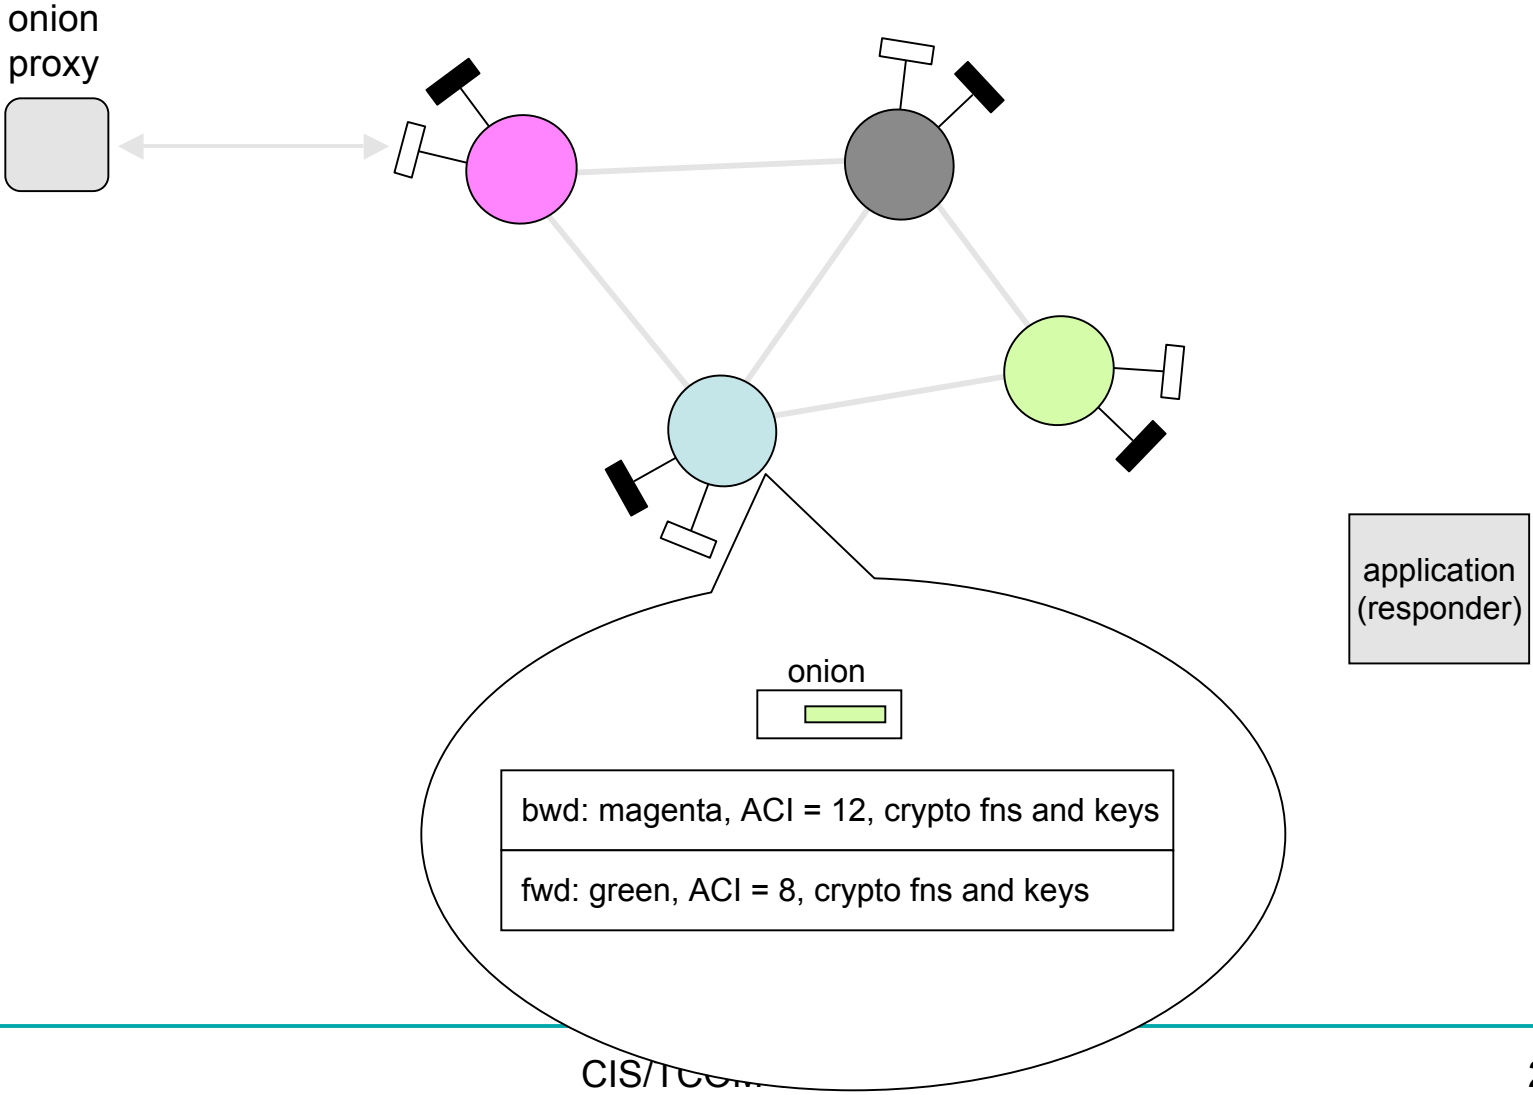 onion
proxy
application
(responder)
onion
bwd: magenta, ACI = 12, crypto fns and keys
fwd: green, ACI = 8, crypto fns and keys